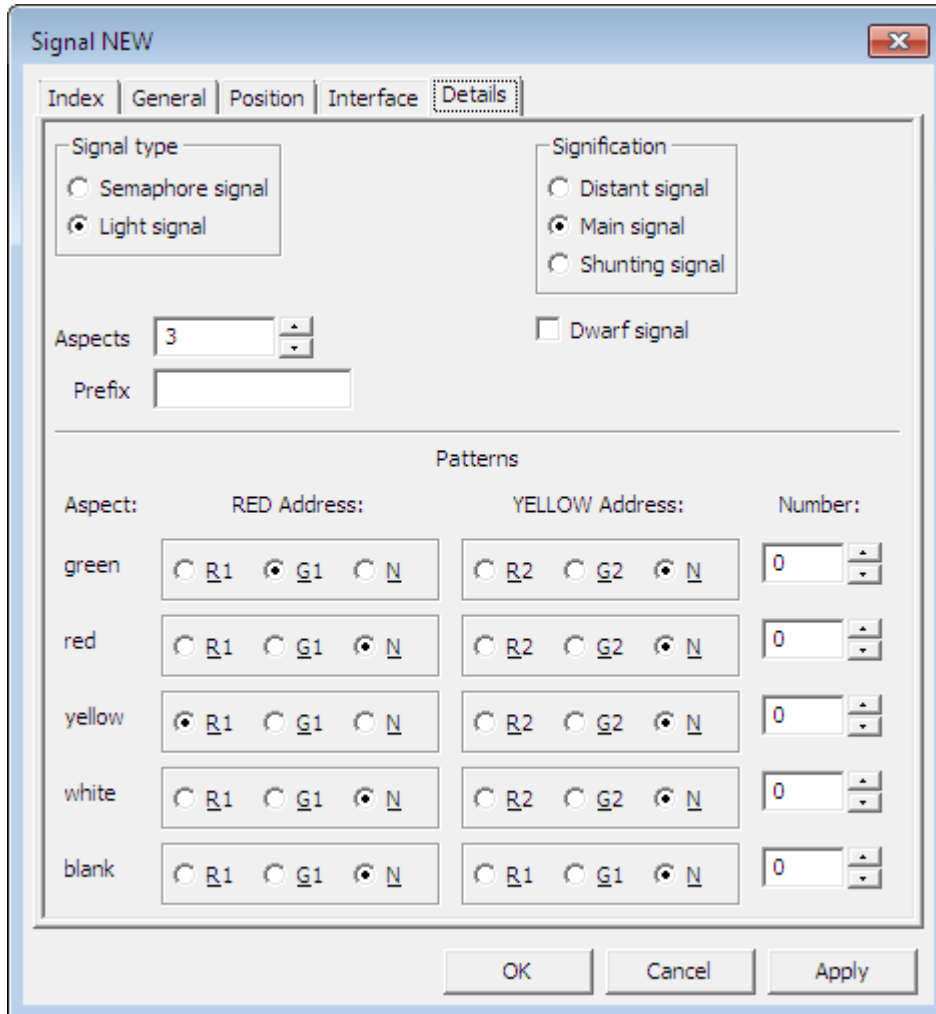 Signal NEW
Index General Position Interface Details
Signal type Signification
Semaphore signal Distant signal
Light signal Main signal
Shunting signal
Aspects 3 Dwarf signal
Prefix
Patterns
Aspect: RED Address: YELLOW Address: Number:
green R1 G1 N R2 G2 N 0
red R1 G1 N R2 G2 N 0
yellow R1 G1 N R2 G2 N 0
white R1 G1 N R2 G2 N 0
blank R1 G1 N R1 G1 N 0
OK Cancel Apply